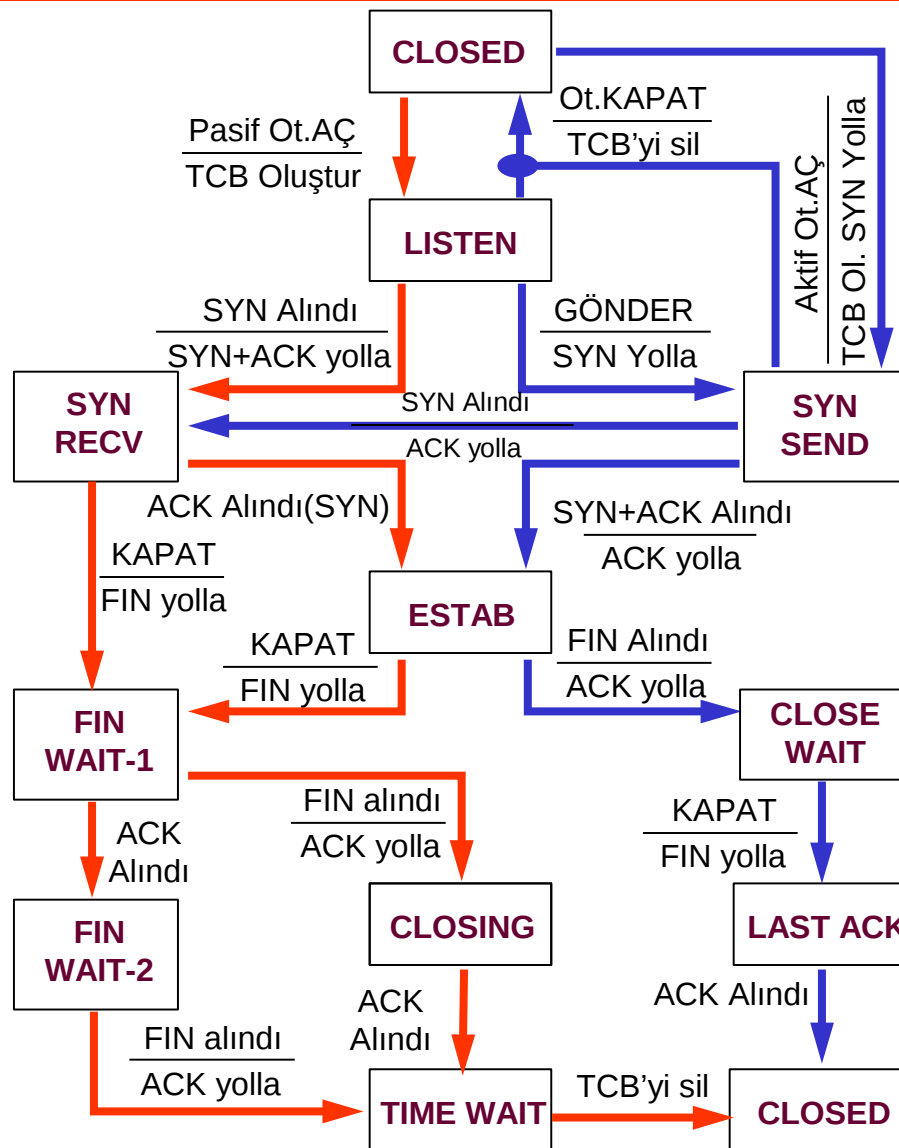 CLOSED
Pasif Ot.AÇ
TCB Oluştur
Ot.KAPAT
TCB'yi sil
Aktif Ot.AÇ
TCB Ol. SYN Yolla
LISTEN
SYN Alındı
SYN+ACK yolla
GÖNDER
SYN Yolla
SYN
RECV
SYN Alındı
ACK yolla
SYN
SEND
ACK Alındı(SYN)
SYN+ACK Alındı
ACK yolla
KAPAT
FIN yolla
ESTAB
KAPAT
FIN yolla
FIN Alındı
ACK yolla
FIN
WAIT-1
CLOSE
WAIT
FIN alındı
ACK yolla
KAPAT
FIN yolla
ACK
Alındı
FIN
WAIT-2
CLOSING
LAST ACK
ACK
Alındı
ACK Alındı
FIN alındı
ACK yolla
TIME WAIT
TCB'yi sil
CLOSED